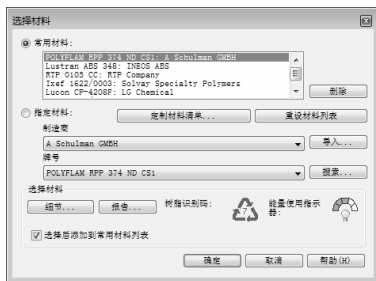 选择材料
常用材料:
POLYFLAM RPP 374 ND CS1: A Schulman GMBH
Lustran ABS 348: INEOS ABS
RTP 0105 CC: RTP Company
Ixef 1622/0003: Solvay Specialty Polymers
Lucon CP-4208F: LG Chemical
删除
指定材料:
定制材料清单...
重设材料列表
制造商
A Schulman GMBH
导入...
牌号
POLYFLAM RPP 374 ND CS1
搜索...
选择材料
细节...
报告...
树脂识别码:
7
能量使用指示器:
选择后添加到常用材料列表
确定
取消
帮助(H)